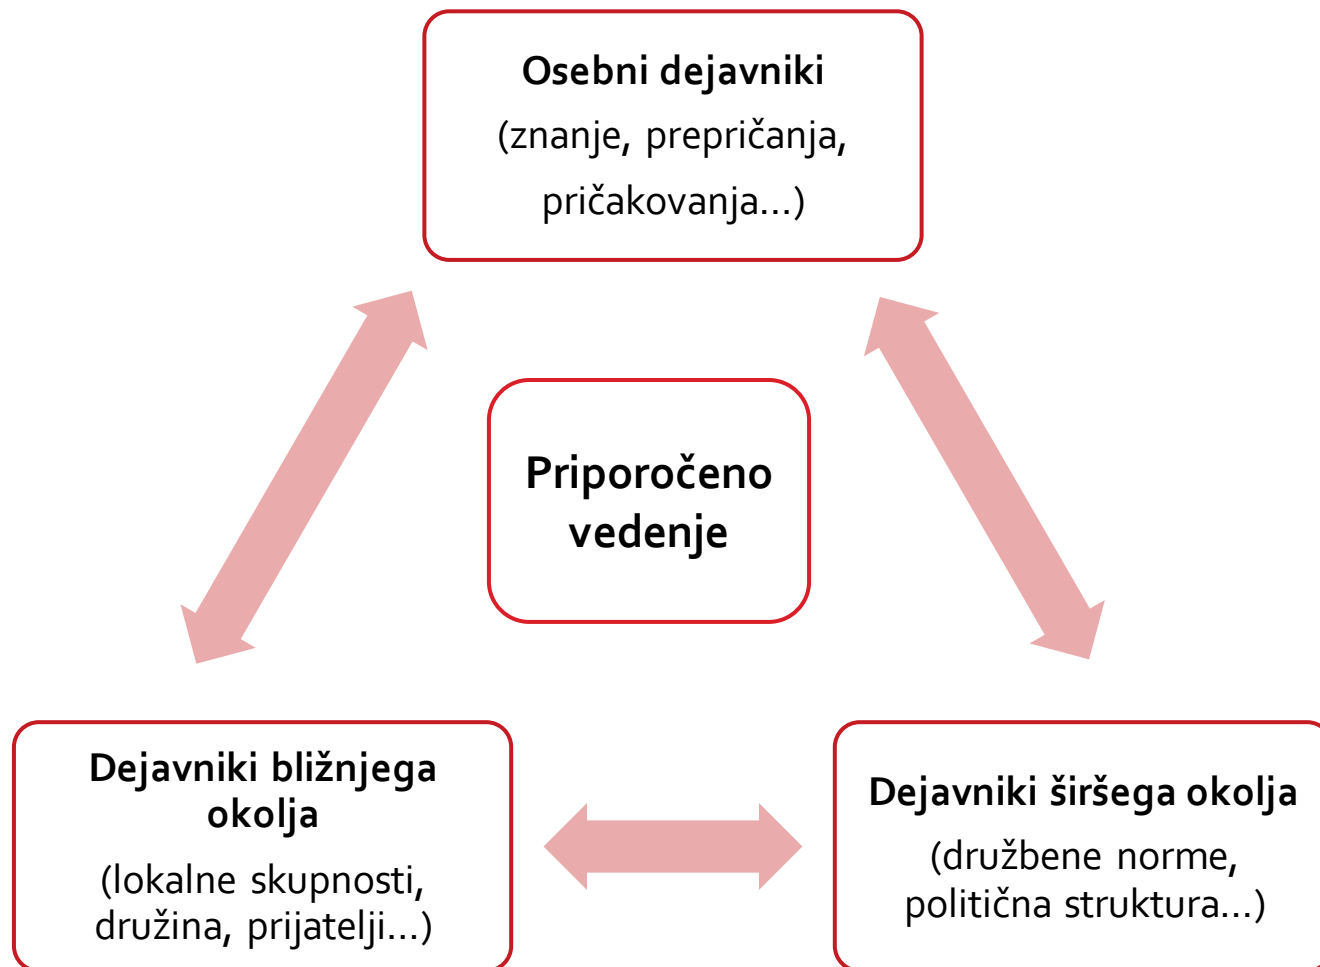 Osebni dejavniki
(znanje, prepričanja,
pričakovanja...)
Priporočeno
vedenje
Dejavniki bližnjega
okolja
(lokalne skupnosti,
družina, prijatelji...)
Dejavniki širšega okolja
(družbene norme,
politična struktura...)